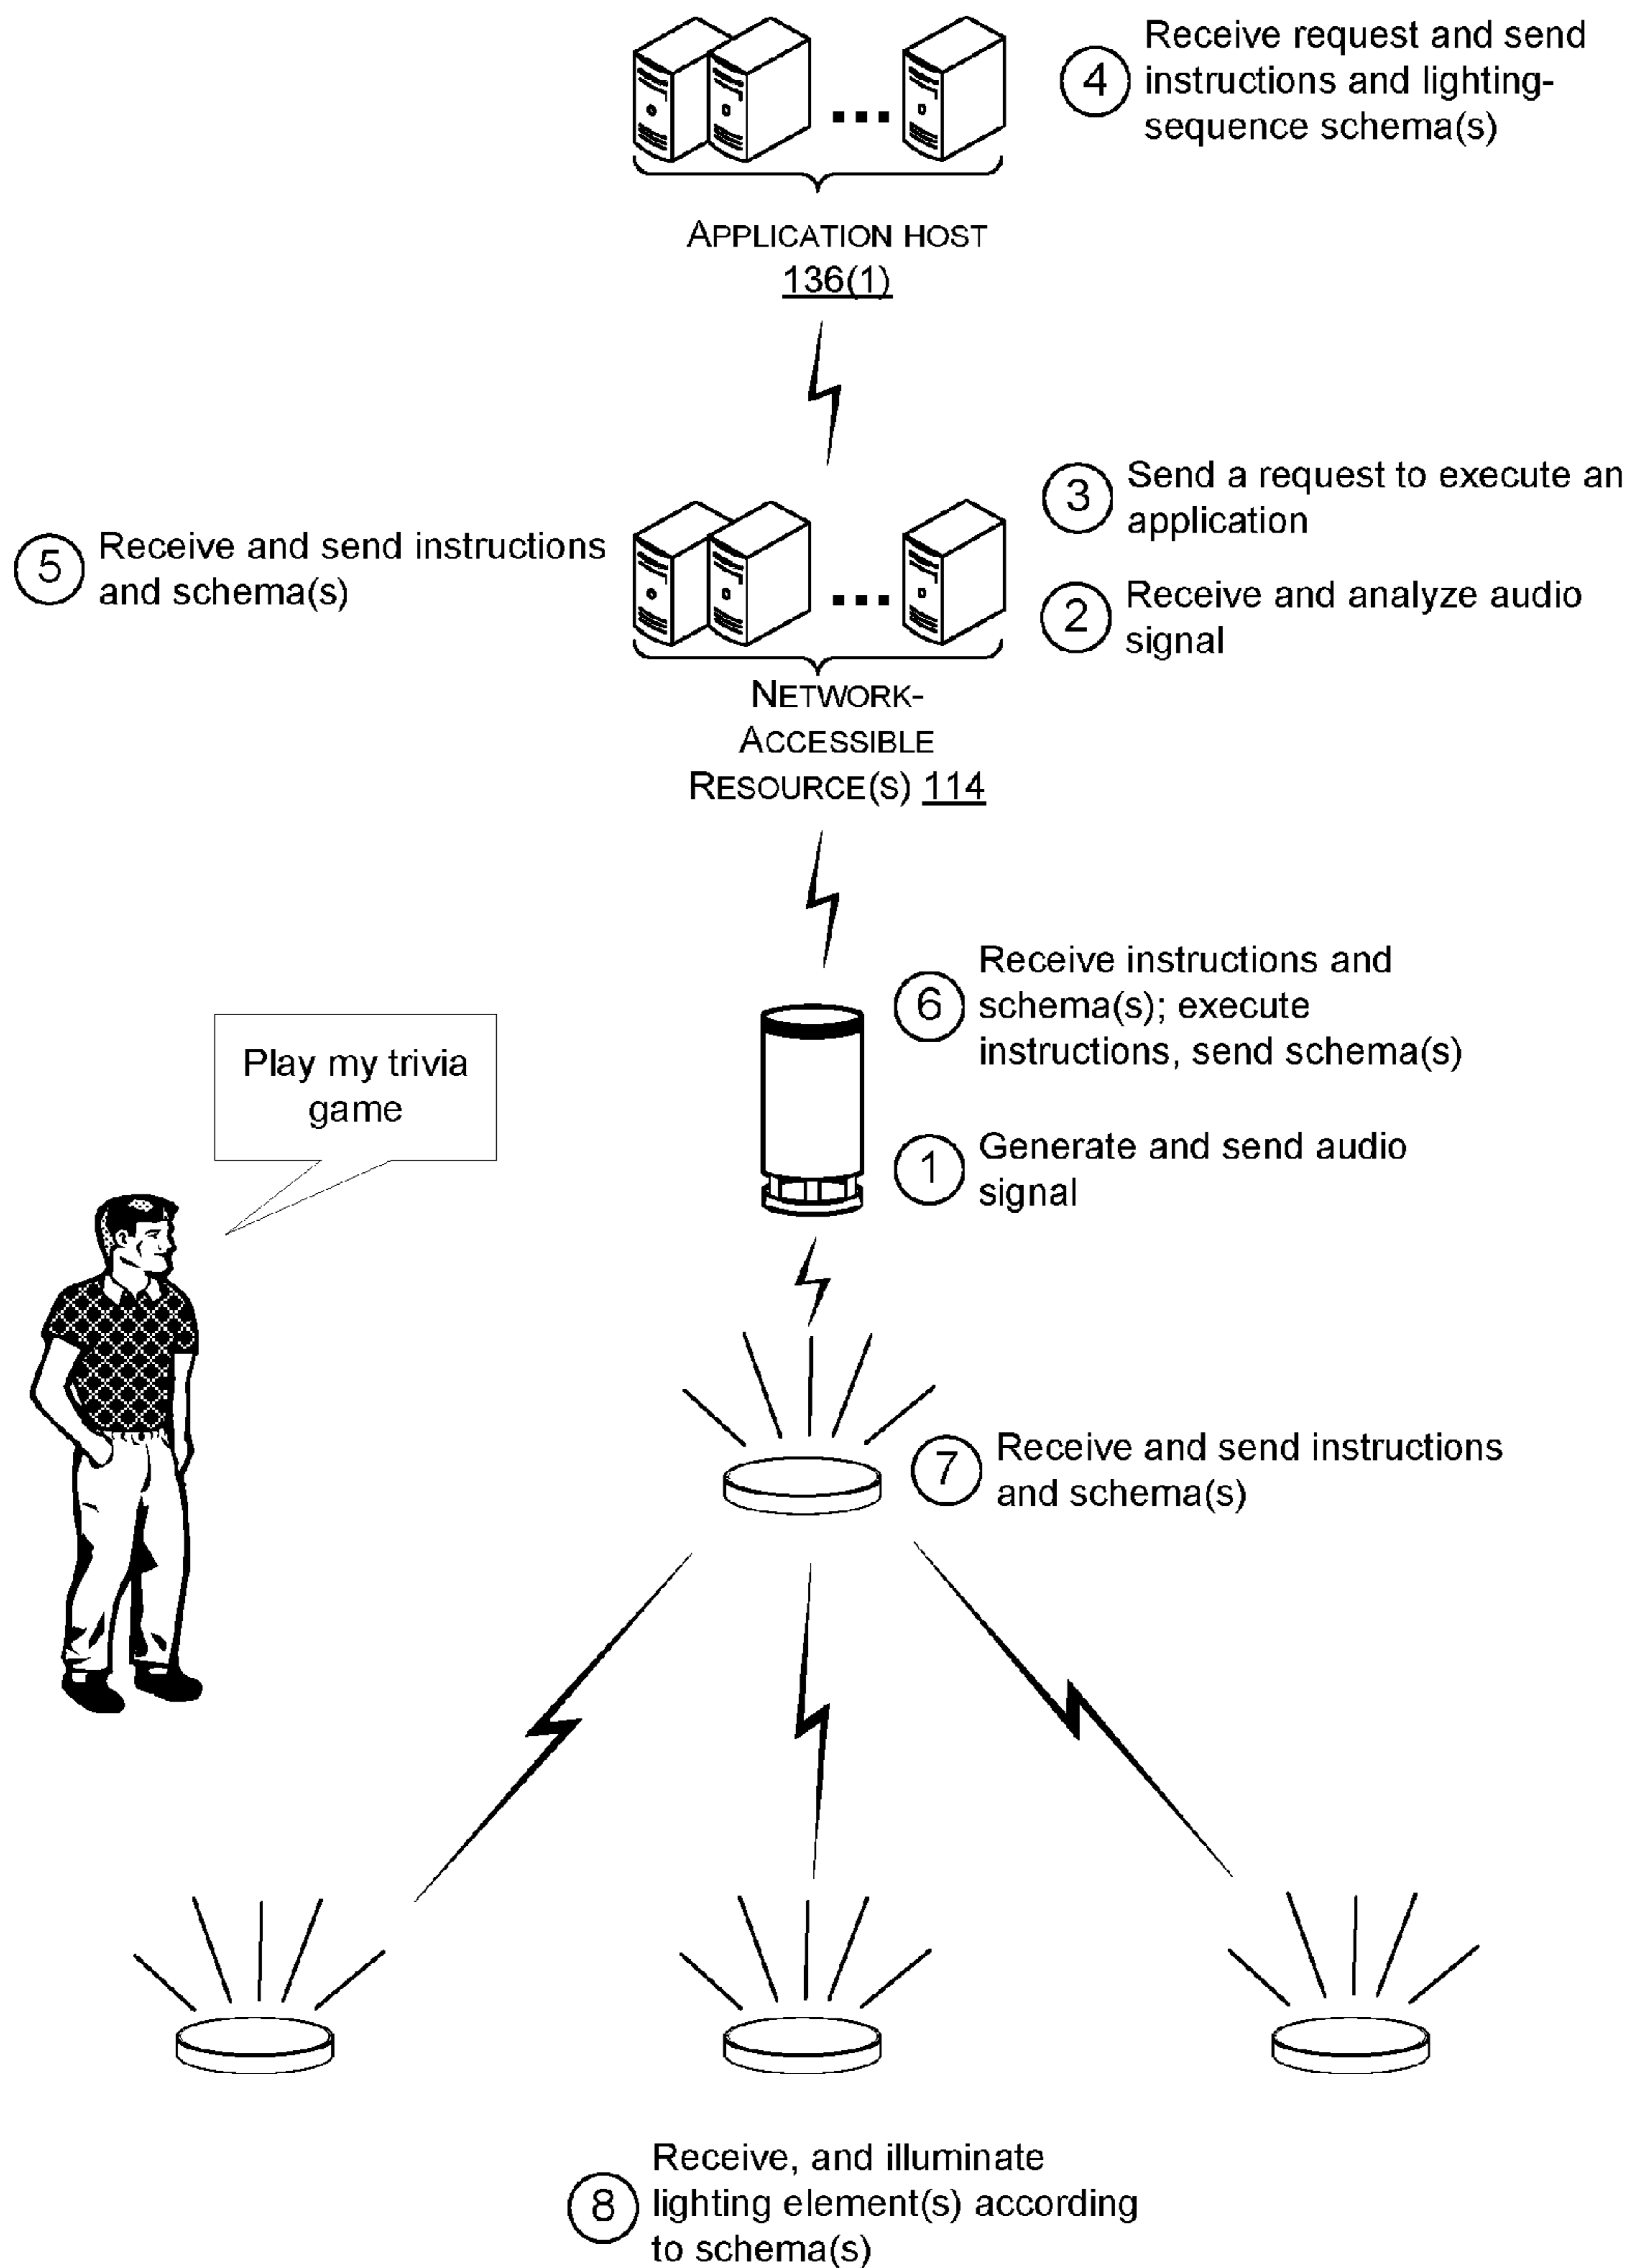 4
Receive request and send
instructions and lighting-
sequence schema(s)
APPLICATION HOST
136(1)
3
Send a request to execute an
application
5
Receive and send instructions
and schema(s)
2
Receive and analyze audio
signal
NETWORK-
ACCESSIBLE
RESOURCE(S) 114
6
Receive instructions and
schema(s); execute
instructions, send schema(s)
Play my trivia
game
1
Generate and send audio
signal
7
Receive and send instructions
and schema(s)
8
Receive, and illuminate
lighting element(s) according
to schema(s)